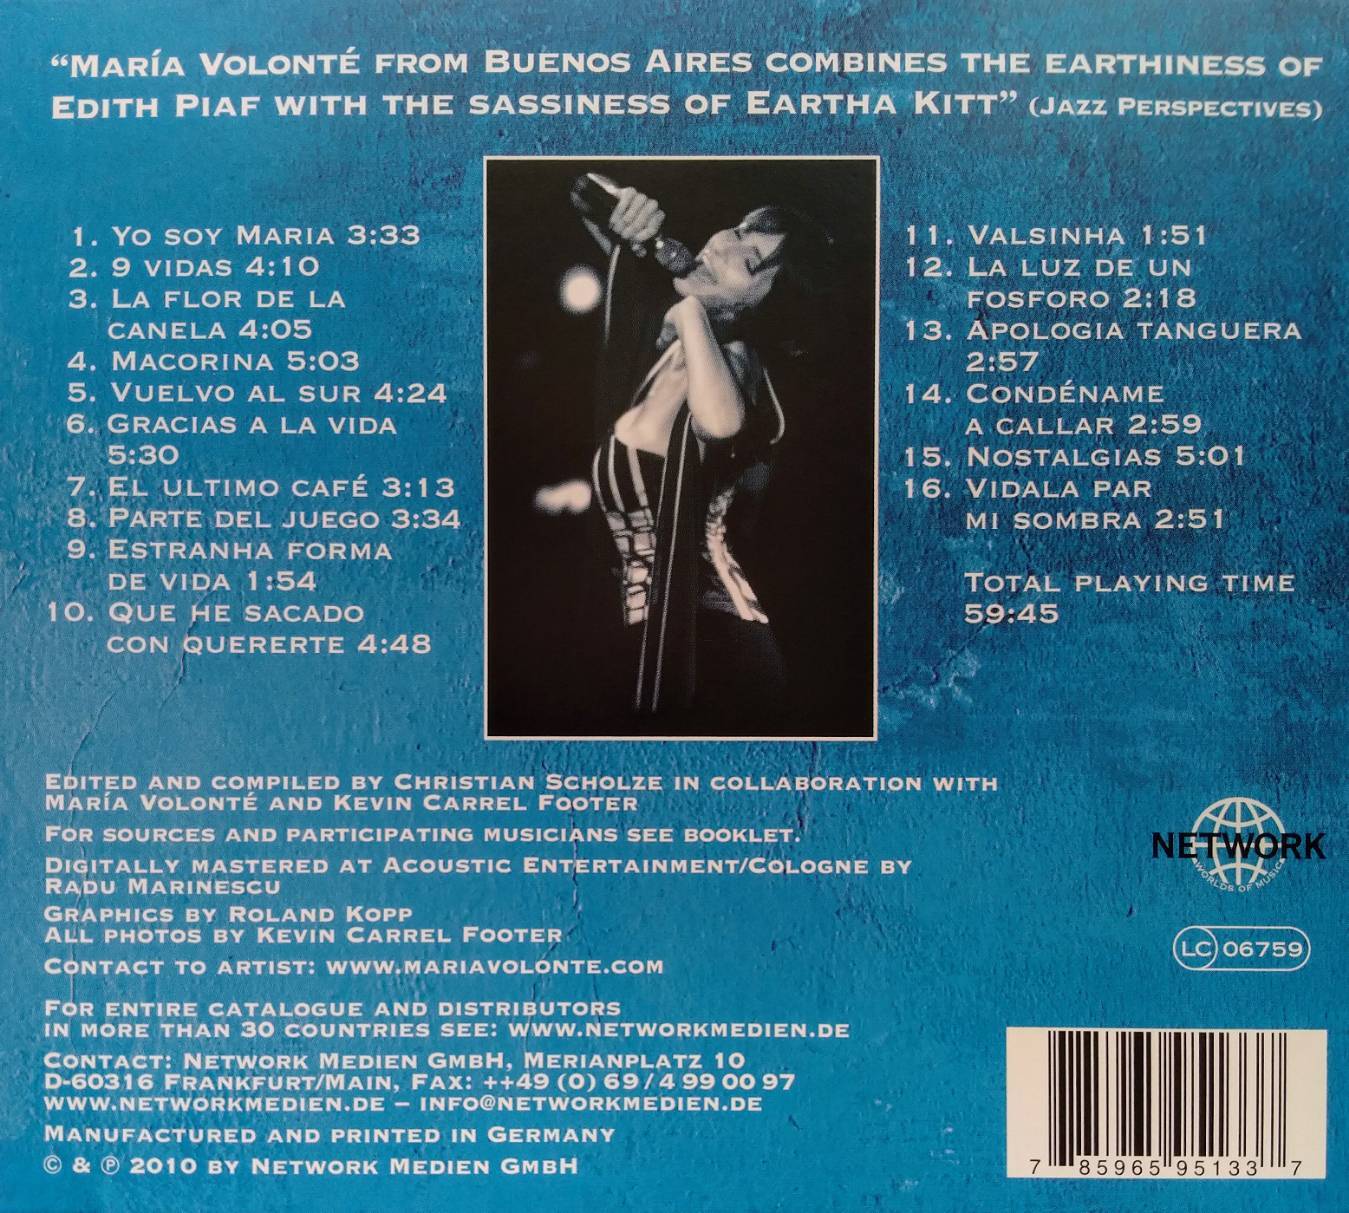 “María Volonté from Buenos Aires combines the earthiness of
Edith Piaf with the sassiness of Eartha Kitt” (Jazz Perspectives)
1. Yo soy Maria 3:33
2. 9 vidas 4:10
3. La flor de la
canela 4:05
4. Macorina 5:03
5. Vuelvo al sur 4:24
6. Gracias a la vida
5:30
7. El ultimo café 3:13
8. Parte del juego 3:34
9. Estranha forma
de vida 1:54
10. Que he sacado
con quererte 4:48
11. Valsinha 1:51
12. La luz de un
fosforo 2:18
13. Apologia tanguera
2:57
14. Condéname
a callar 2:59
15. Nostalgias 5:01
16. Vidala par
mi sombra 2:51
Total playing time
59:45
Edited and compiled by Christian Scholze in collaboration with
María Volonté and Kevin Carrel Footer
For sources and participating musicians see booklet.
Digitally mastered at Acoustic Entertainment/Cologne by
Radu Marinescu
Graphics by Roland Kopp
All photos by Kevin Carrel Footer
Contact to artist: www.mariavolonte.com
For entire catalogue and distributors
in more than 30 countries see: www.networkmedien.de
Contact: Network Medien GmbH, Merianplatz 10
D-60316 Frankfurt/Main, Fax: ++49 (0) 69 / 4 99 00 97
www.networkmedien.de – info@networkmedien.de
Manufactured and printed in Germany
© & ℗ 2010 by Network Medien GmbH
NETWORK
WORLDS OF MUSIC
LC 06759
7 85965 95133 7